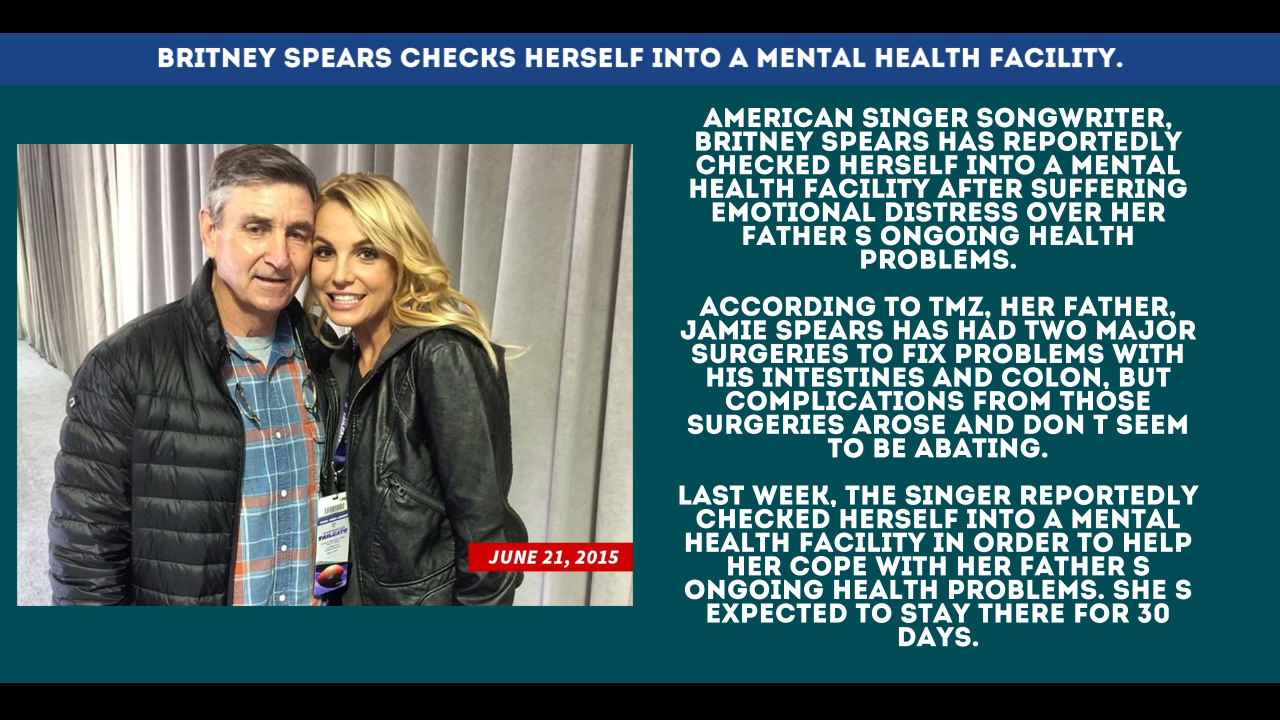 BRITNEY SPEARS CHECKS HERSELF INTO A MENTAL HEALTH FACILITY.
AMERICAN SINGER SONGWRITER,
BRITNEY SPEARS HAS REPORTEDLY
CHECKED HERSELF INTO A MENTAL
HEALTH FACILITY AFTER SUFFERING
EMOTIONAL DISTRESS OVER HER
FATHER S ONGOING HEALTH
PROBLEMS.
ACCORDING TO TMZ, HER FATHER,
JAMIE SPEARS HAS HAD TWO MAJOR
SURGERIES TO FIX PROBLEMS WITH
HIS INTESTINES AND COLON, BUT
COMPLICATIONS FROM THOSE
SURGERIES AROSE AND DON T SEEM
TO BE ABATING.
LAST WEEK, THE SINGER REPORTEDLY
CHECKED HERSELF INTO A MENTAL
HEALTH FACILITY IN ORDER TO HELP
HER COPE WITH HER FATHER S
ONGOING HEALTH PROBLEMS. SHE S
EXPECTED TO STAY THERE FOR 30
DAYS.
TAILGATE
JUNE 21, 2015